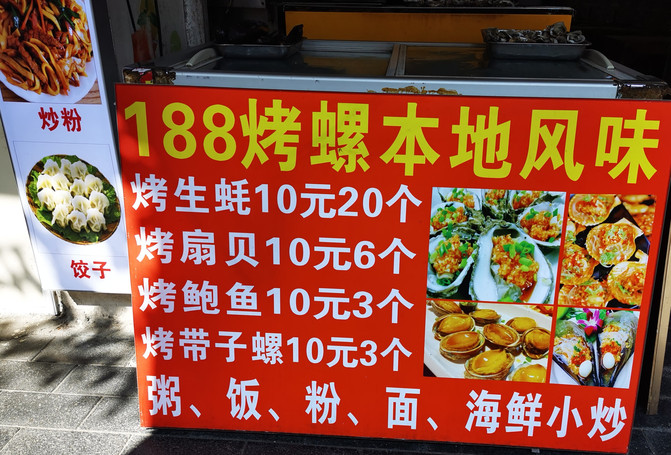 炒粉
饺子
188烤螺本地风味
烤生蚝10元20个
烤扇贝10元6个
烤鲍鱼10元3个
烤带子螺10元3个
粥、饭、粉、面、海鲜小炒